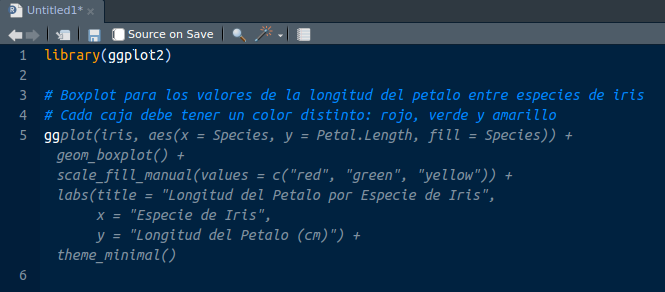 Untitled1*
Source on Save
1 library(ggplot2)
2
3 # Boxplot para los valores de la longitud del petalo entre especies de iris
4 # Cada caja debe tener un color distinto: rojo, verde y amarillo
5 ggplot(iris, aes(x = Species, y = Petal.Length, fill = Species)) +
geom_boxplot() +
scale_fill_manual(values = c("red", "green", "yellow")) +
labs(title = "Longitud del Petalo por Especie de Iris",
x = "Especie de Iris",
y = "Longitud del Petalo (cm)") +
theme_minimal()
6